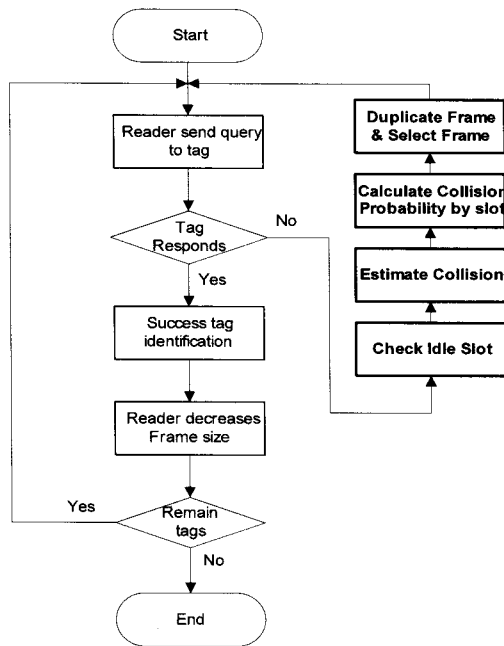 Start
Reader send query
to tag
Tag
Responds
No
Yes
Success tag
identification
Reader decreases
Frame size
Yes
Remain
tags
No
End
Duplicate Frame
& Select Frame
Calculate Collision
Probability by slot
Estimate Collision
Check Idle Slot